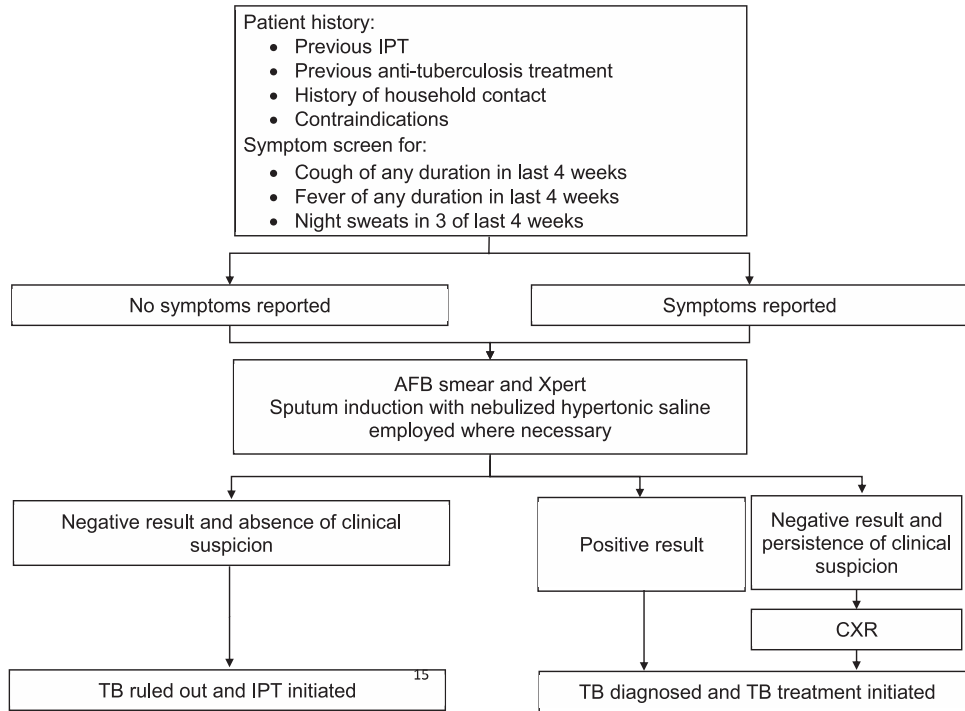 Patient history:
• Previous IPT
• Previous anti-tuberculosis treatment
• History of household contact
• Contraindications
Symptom screen for:
• Cough of any duration in last 4 weeks
• Fever of any duration in last 4 weeks
• Night sweats in 3 of last 4 weeks
No symptoms reported
Symptoms reported
AFB smear and Xpert
Sputum induction with nebulized hypertonic saline
employed where necessary
Negative result and absence of clinical
suspicion
Positive result
Negative result and
persistence of clinical
suspicion
CXR
TB ruled out and IPT initiated
15
TB diagnosed and TB treatment initiated